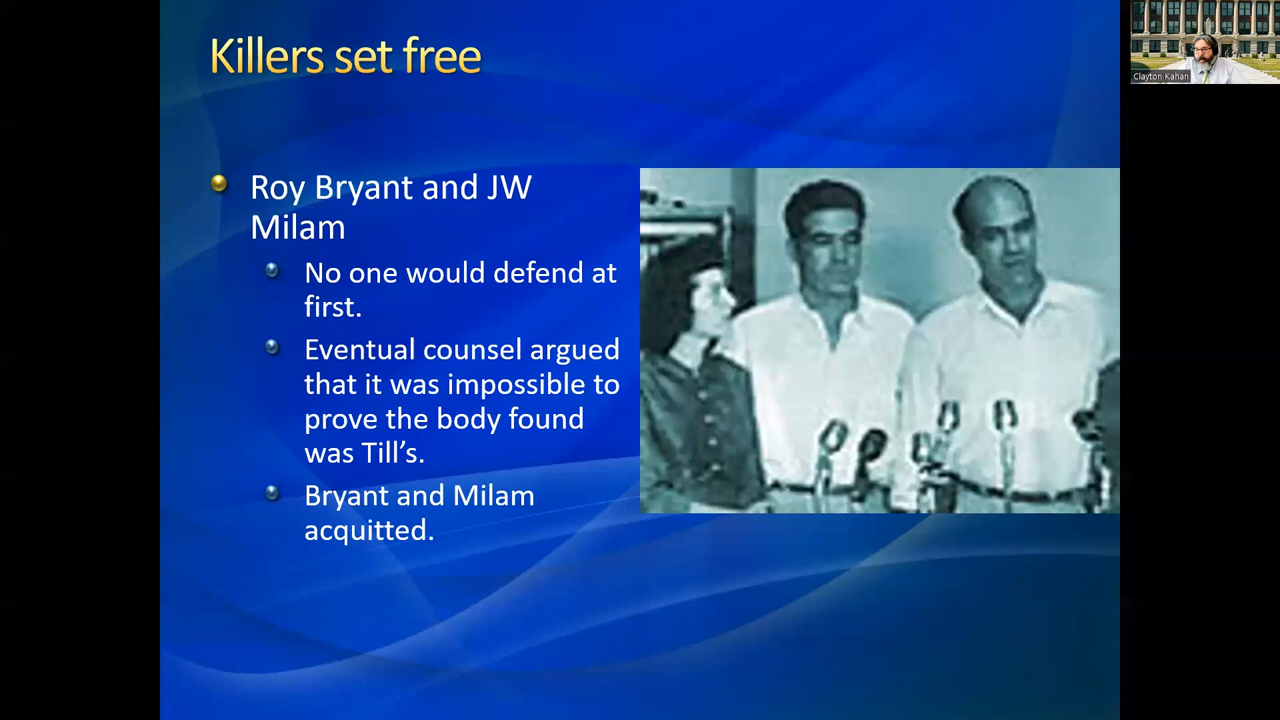 Killers set free
Clayton Kahan
Roy Bryant and JW
Milam
No one would defend at
first.
Eventual counsel argued
that it was impossible to
prove the body found
was Till’s.
Bryant and Milam
acquitted.